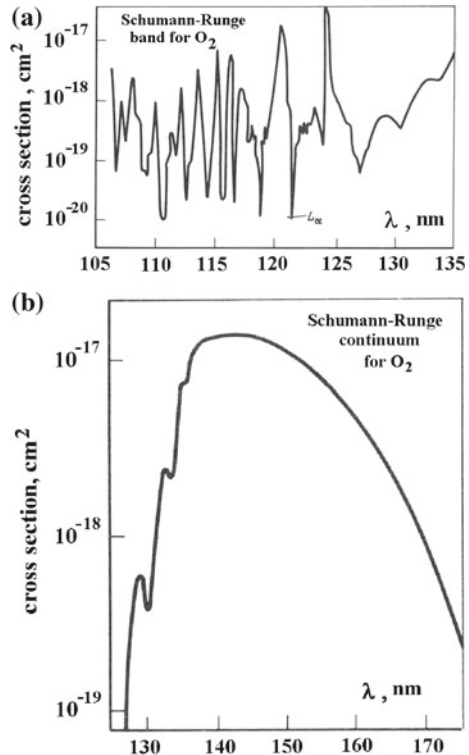 (a)
Schumann-Runge
band for O₂
cross section, cm²
10⁻¹⁷
10⁻¹⁸
10⁻¹⁹
10⁻²⁰
Lα
λ, nm
105 110 115 120 125 130 135
(b)
Schumann-Runge
continuum
for O₂
cross section, cm²
10⁻¹⁷
10⁻¹⁸
10⁻¹⁹
λ, nm
130 140 150 160 170